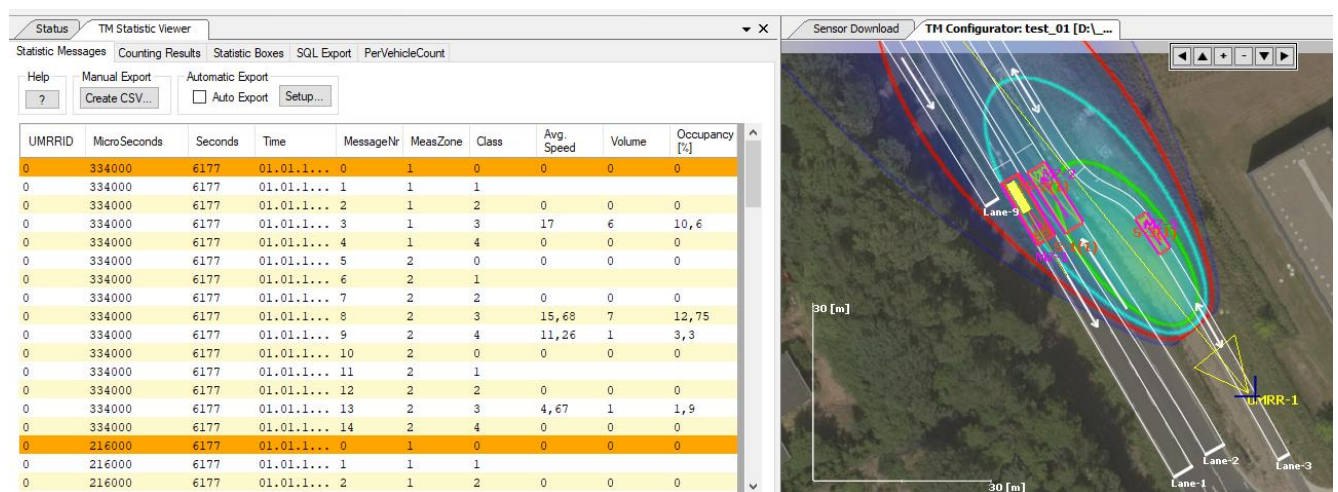 Status TM Statistic Viewer
Statistic Messages Counting Results Statistic Boxes SQL Export PerVehicleCount
Help Manual Export Automatic Export
? Create CSV... Auto Export Setup...
UMRRID MicroSeconds Seconds Time MessageNr MeasZone Class Avg. Speed Volume Occupancy [%]
0 334000 6177 01.01.1... 0 1 0 0 0 0
0 334000 6177 01.01.1... 1 1 1
0 334000 6177 01.01.1... 2 1 2 0 0 0
0 334000 6177 01.01.1... 3 1 3 17 6 10,6
0 334000 6177 01.01.1... 4 1 4 0 0 0
0 334000 6177 01.01.1... 5 2 0 0 0 0
0 334000 6177 01.01.1... 6 2 1
0 334000 6177 01.01.1... 7 2 2 0 0 0
0 334000 6177 01.01.1... 8 2 3 15,68 7 12,75
0 334000 6177 01.01.1... 9 2 4 11,26 1 3,3
0 334000 6177 01.01.1... 10 2 0 0 0 0
0 334000 6177 01.01.1... 11 2 1
0 334000 6177 01.01.1... 12 2 2 0 0 0
0 334000 6177 01.01.1... 13 2 3 4,67 1 1,9
0 334000 6177 01.01.1... 14 2 4 0 0 0
0 216000 6177 01.01.1... 0 1 0 0 0 0
0 216000 6177 01.01.1... 1 1 1
0 216000 6177 01.01.1... 2 1 2 0 0 0
Sensor Download TM Configurator: test_01 [D:\_...
Lane-9
30 [m]
UMRR-1
Lane-2
Lane-3
Lane-1
30 [m]